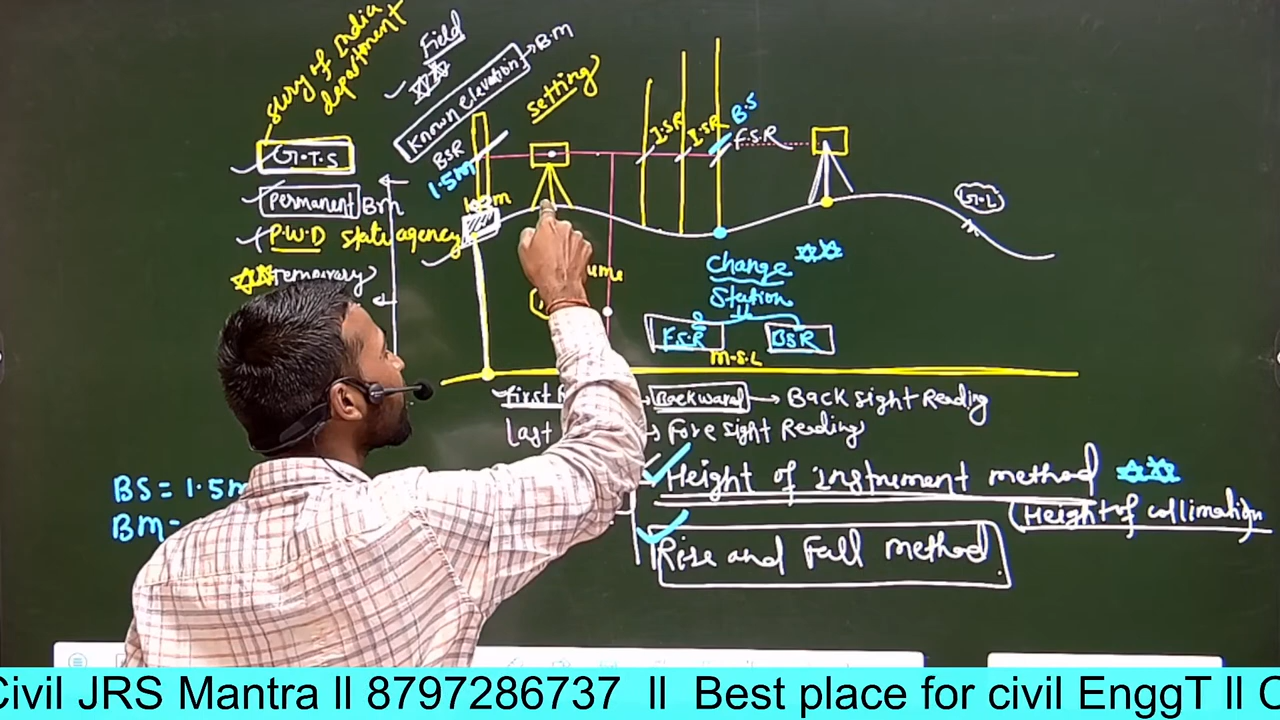 Survey of India
department
Field
Known elevation → B.M
setting
G.T.S
BSR
1.5m
I.S.R
I.S.R
B.S
F.S.R
Permanent Bm
P.W.D State agency
Temporary
BM
G.L
ume
Change
Station
F.S.R
BSR
M.S.L
first
Backward → Back sight Reading
last
→ Fore sight Reading
Height of instrument method
(Height of collimation
Rise and Fall method
BS = 1.5m
BM=
Civil JRS Mantra ll 8797286737 ll Best place for civil EnggT ll C